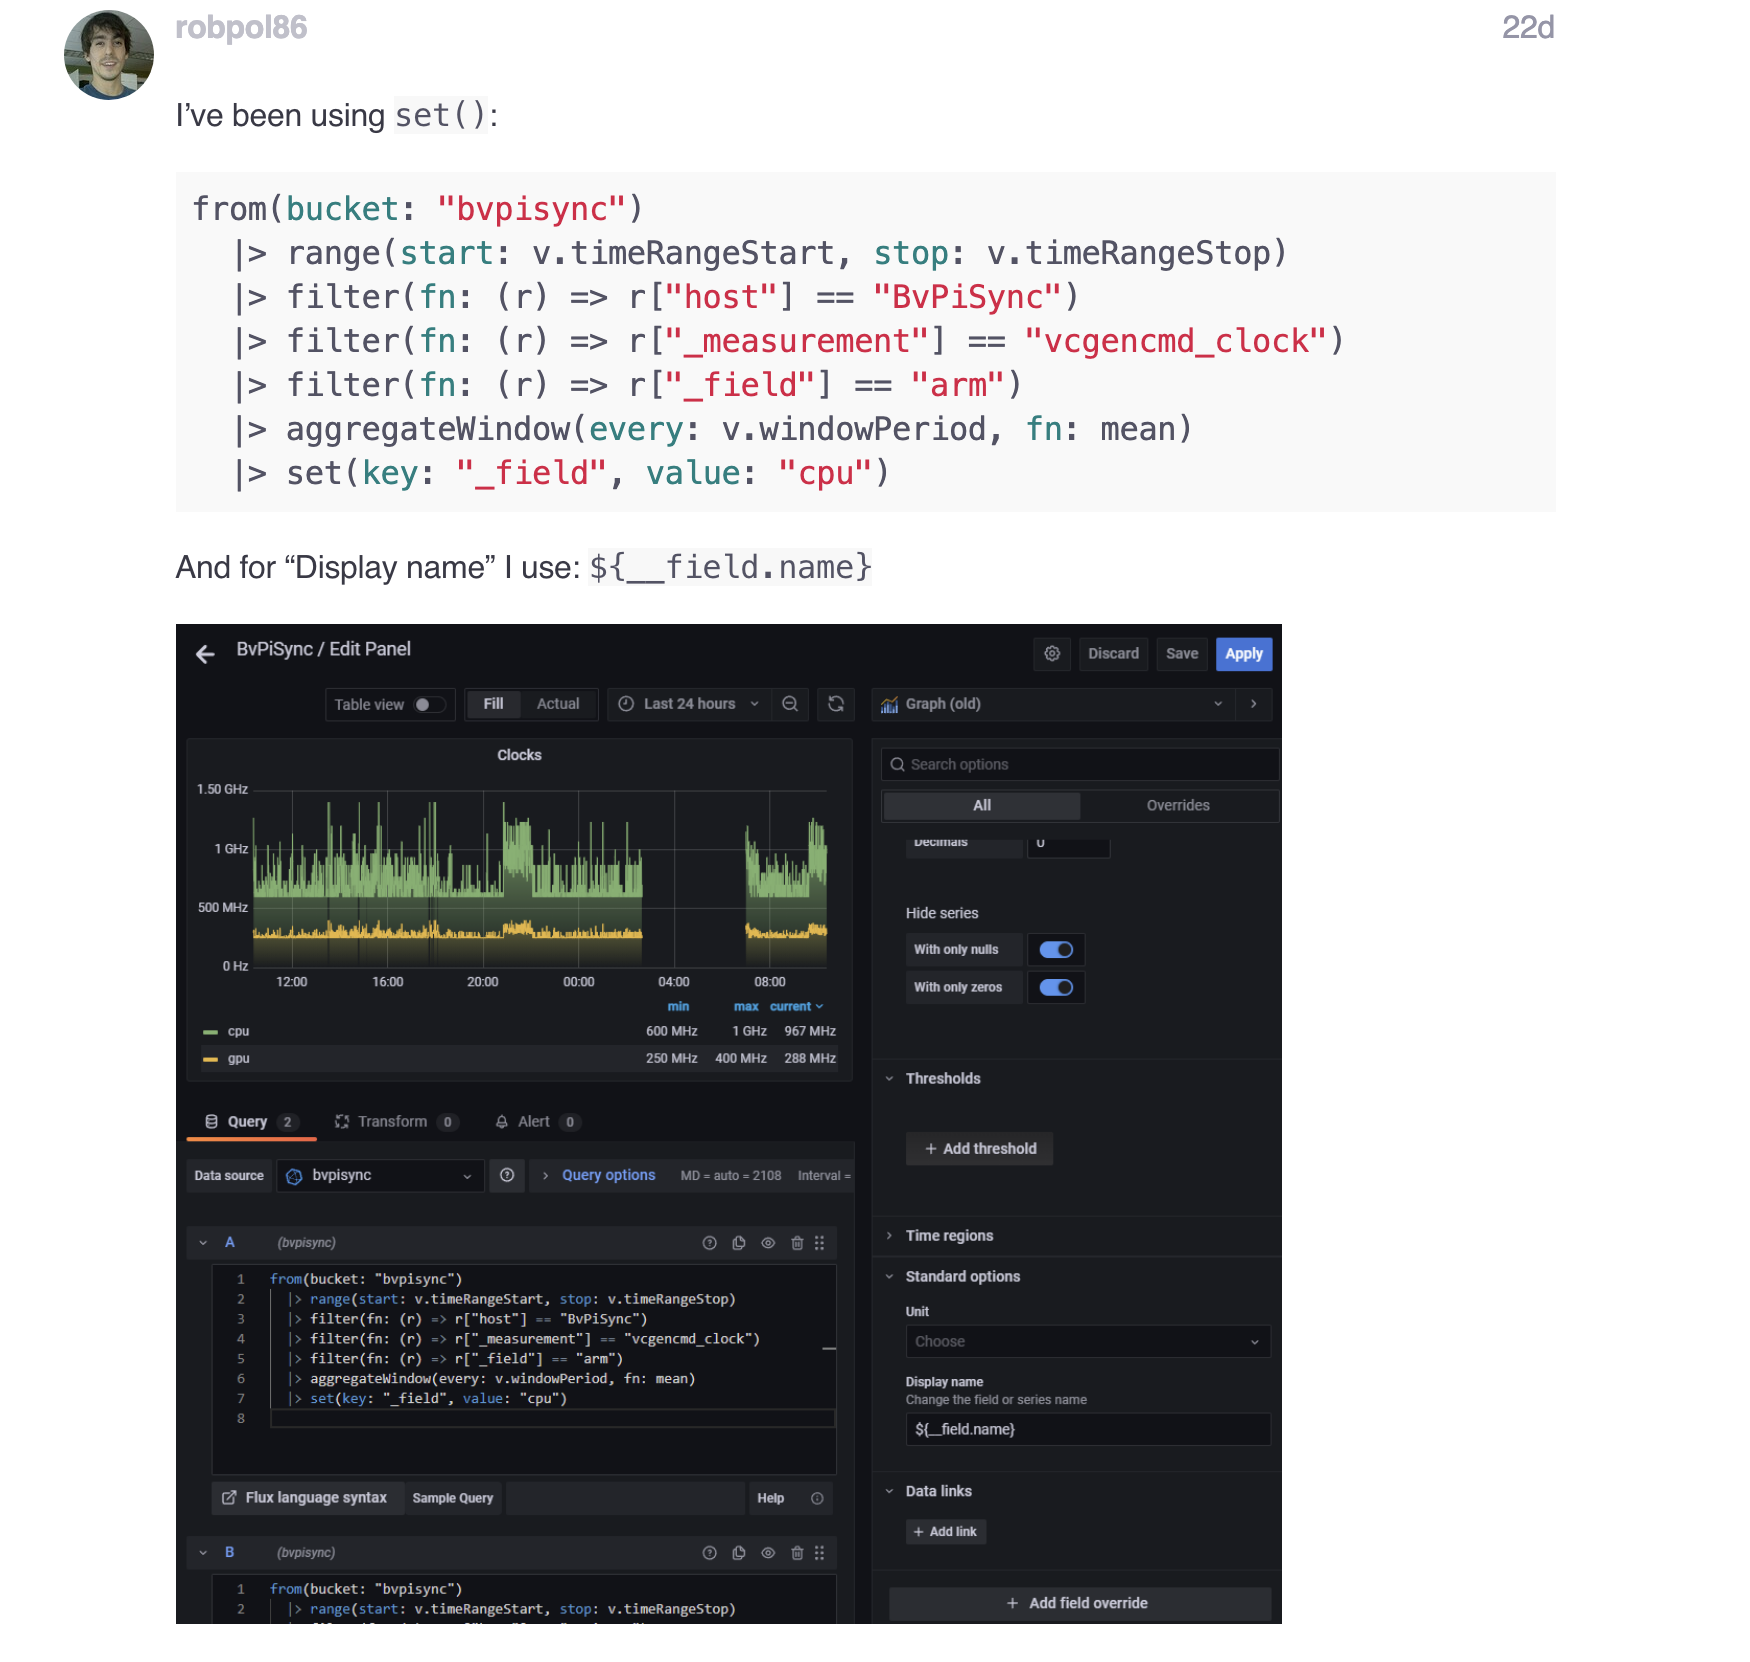 robpol86
22d
I’ve been using set():
from(bucket: "bvpisync")
|> range(start: v.timeRangeStart, stop: v.timeRangeStop)
|> filter(fn: (r) => r["host"] == "BvPiSync")
|> filter(fn: (r) => r["_measurement"] == "vcgencmd_clock")
|> filter(fn: (r) => r["_field"] == "arm")
|> aggregateWindow(every: v.windowPeriod, fn: mean)
|> set(key: "_field", value: "cpu")
And for “Display name” I use: ${__field.name}
BvPiSync / Edit Panel
Discard Save Apply
Table view Fill Actual Last 24 hours
Graph (old)
Clocks
1.50 GHz
1 GHz
500 MHz
0 Hz
12:00 16:00 20:00 00:00 04:00 08:00
min max current
cpu 600 MHz 1 GHz 967 MHz
gpu 250 MHz 400 MHz 288 MHz
Query 2 Transform 0 Alert 0
Data source bvpisync Query options MD = auto = 2108 Interval =
A (bvpisync)
1 from(bucket: "bvpisync")
2 |> range(start: v.timeRangeStart, stop: v.timeRangeStop)
3 |> filter(fn: (r) => r["host"] == "BvPiSync")
4 |> filter(fn: (r) => r["_measurement"] == "vcgencmd_clock")
5 |> filter(fn: (r) => r["_field"] == "arm")
6 |> aggregateWindow(every: v.windowPeriod, fn: mean)
7 |> set(key: "_field", value: "cpu")
8
Flux language syntax Sample Query Help
B (bvpisync)
1 from(bucket: "bvpisync")
2 |> range(start: v.timeRangeStart, stop: v.timeRangeStop)
Search options
All Overrides
Decimals 0
Hide series
With only nulls
With only zeros
Thresholds
+ Add threshold
Time regions
Standard options
Unit
Choose
Display name
Change the field or series name
${__field.name}
Data links
+ Add link
+ Add field override